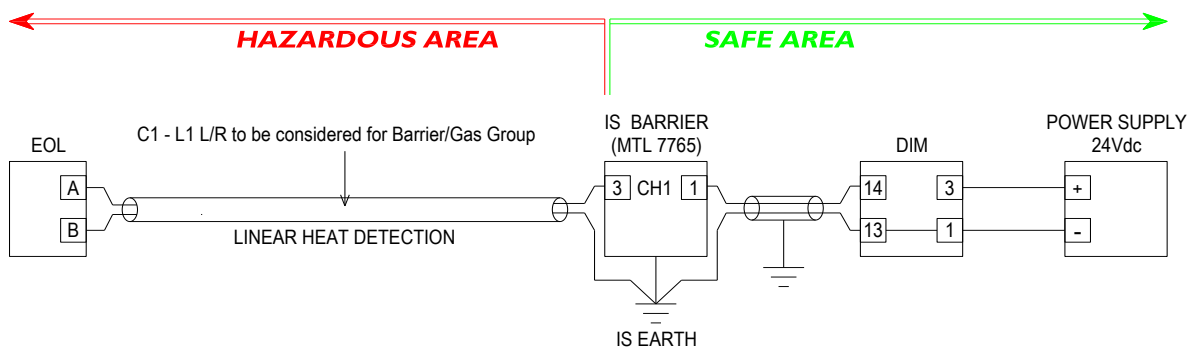 HAZARDOUS AREA
SAFE AREA
C1 - L1 L/R to be considered for Barrier/Gas Group
EOL
A
B
LINEAR HEAT DETECTION
IS BARRIER
(MTL 7765)
3 CH1 1
IS EARTH
DIM
14 3
13 1
POWER SUPPLY
24Vdc
+
-